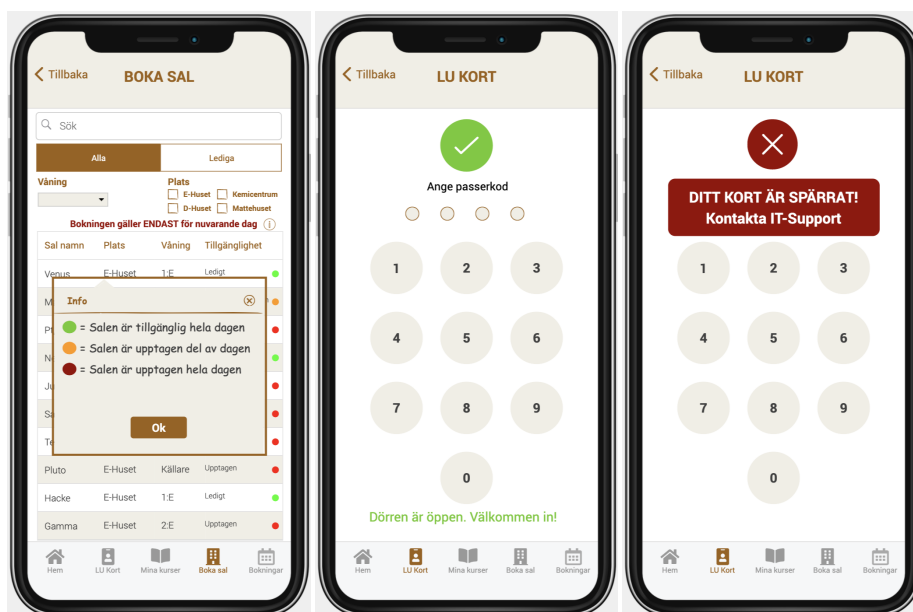 Tillbaka BOKA SAL
Sök
Alla Lediga
Våning Plats
E-Huset Kemicentrum
D-Huset Mattehuset
Bokningen gäller ENDAST för nuvarande dag i
Sal namn Plats Våning Tillgänglighet
Venus E-Huset 1:E Ledigt
Info
= Salen är tillgänglig hela dagen
= Salen är upptagen del av dagen
= Salen är upptagen hela dagen
Ok
Pluto E-Huset Källare Upptagen
Hacke E-Huset 1:E Ledigt
Gamma E-Huset 2:E Upptagen
Hem LU Kort Mina kurser Boka sal Bokningar
Tillbaka LU KORT
Ange passerkod
1 2 3
4 5 6
7 8 9
0
Dörren är öppen. Välkommen in!
Hem LU Kort Mina kurser Boka sal Bokningar
Tillbaka LU KORT
DITT KORT ÄR SPÄRRAT!
Kontakta IT-Support
1 2 3
4 5 6
7 8 9
0
Hem LU Kort Mina kurser Boka sal Bokningar